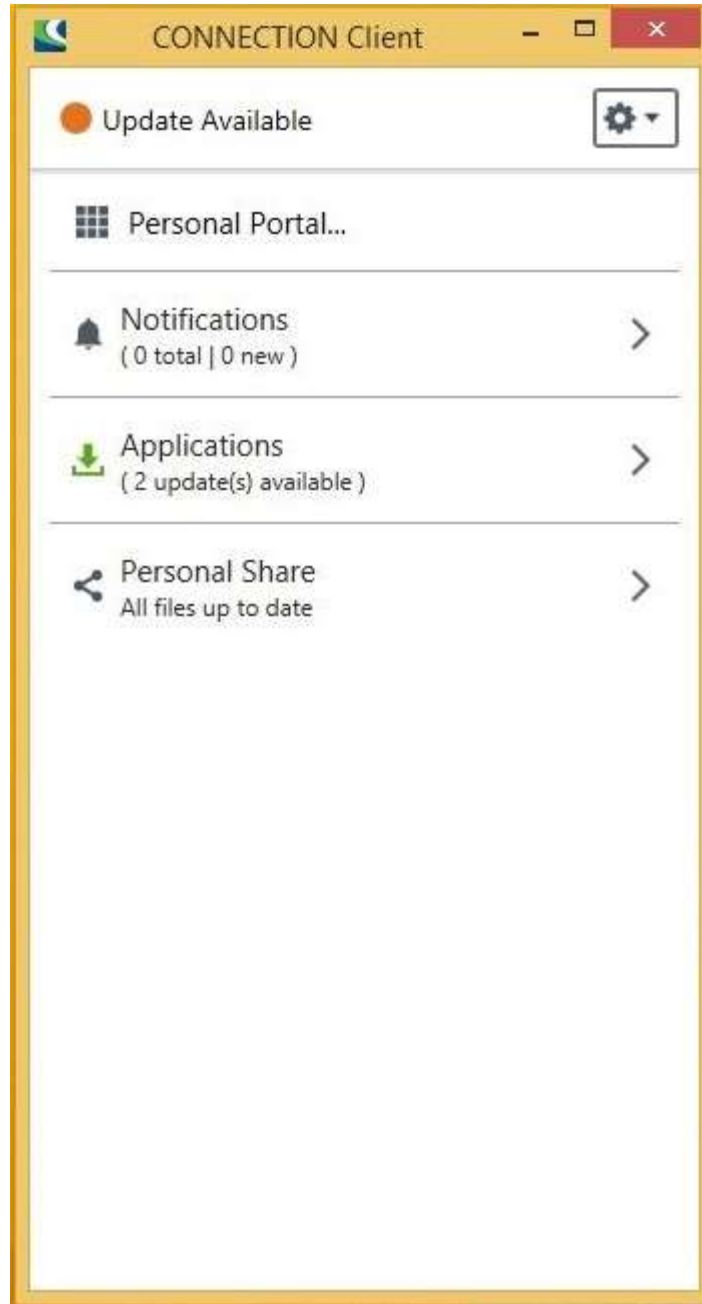 CONNECTION Client
Update Available
Personal Portal...
Notifications
( 0 total | 0 new )
Applications
( 2 update(s) available )
Personal Share
All files up to date